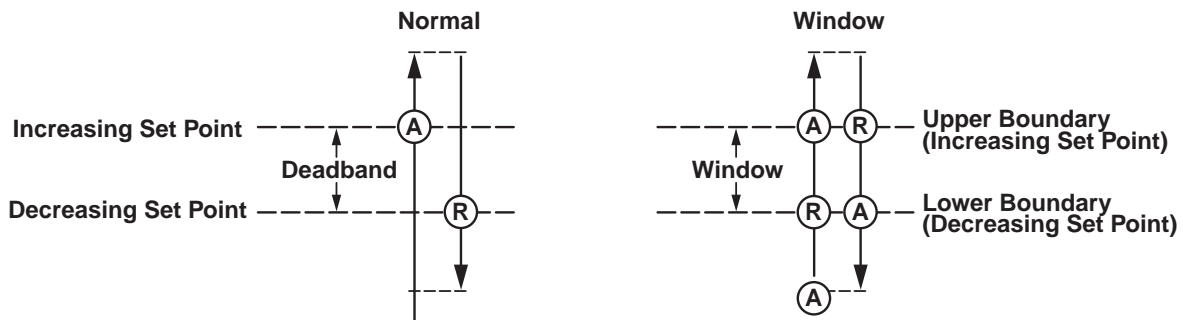 Normal
Window
Increasing Set Point
A
Deadband
Decreasing Set Point
R
A
R
Upper Boundary
(Increasing Set Point)
Window
R
A
Lower Boundary
(Decreasing Set Point)
A